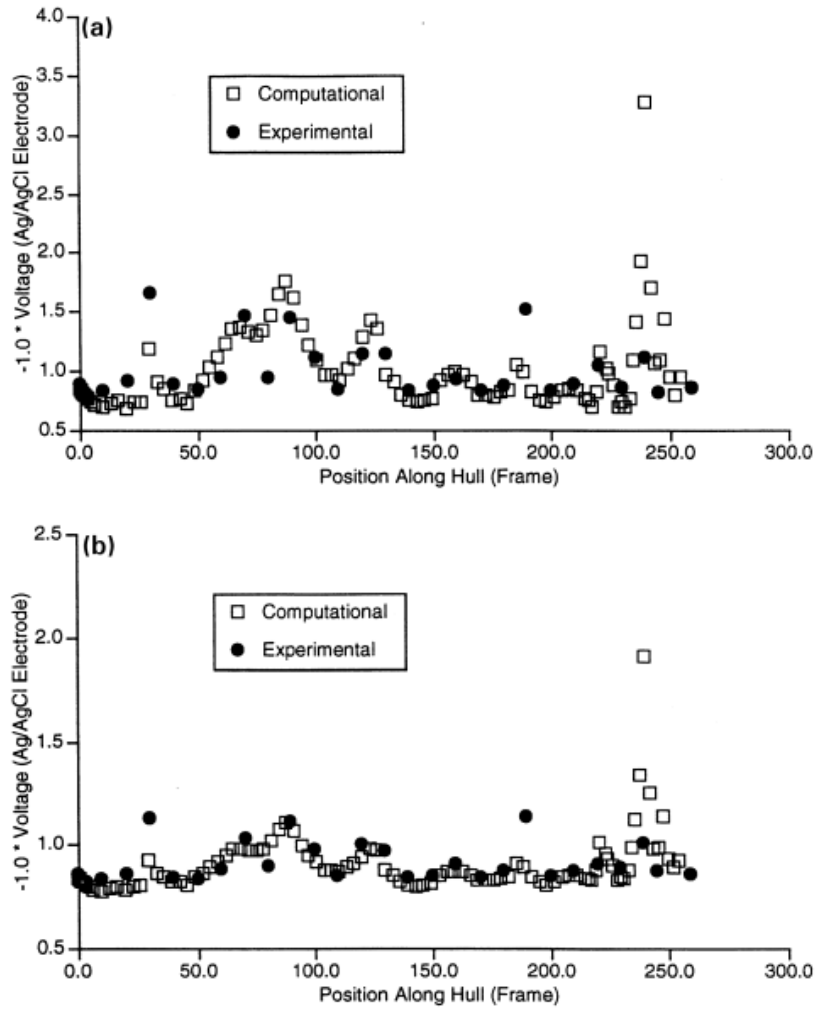 (a)
4.0
3.5
3.0
2.5
2.0
1.5
1.0
0.5
-1.0 * Voltage (Ag/AgCl Electrode)
Computational
Experimental
0.0 50.0 100.0 150.0 200.0 250.0 300.0
Position Along Hull (Frame)
(b)
2.5
2.0
1.5
1.0
0.5
-1.0 * Voltage (Ag/AgCl Electrode)
Computational
Experimental
0.0 50.0 100.0 150.0 200.0 250.0 300.0
Position Along Hull (Frame)